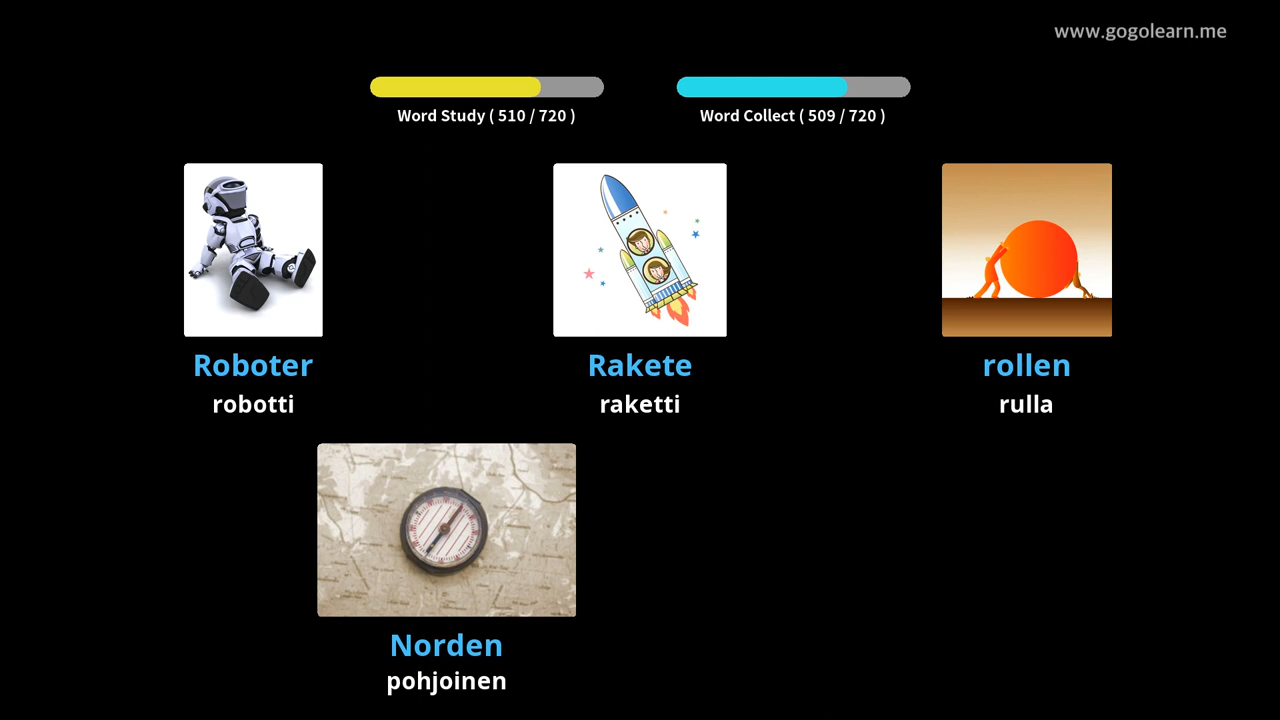 www.gogolearn.me
Word Study ( 510 / 720 )
Word Collect ( 509 / 720 )
Roboter
robotti
Rakete
raketti
rollen
rulla
Norden
pohjoinen